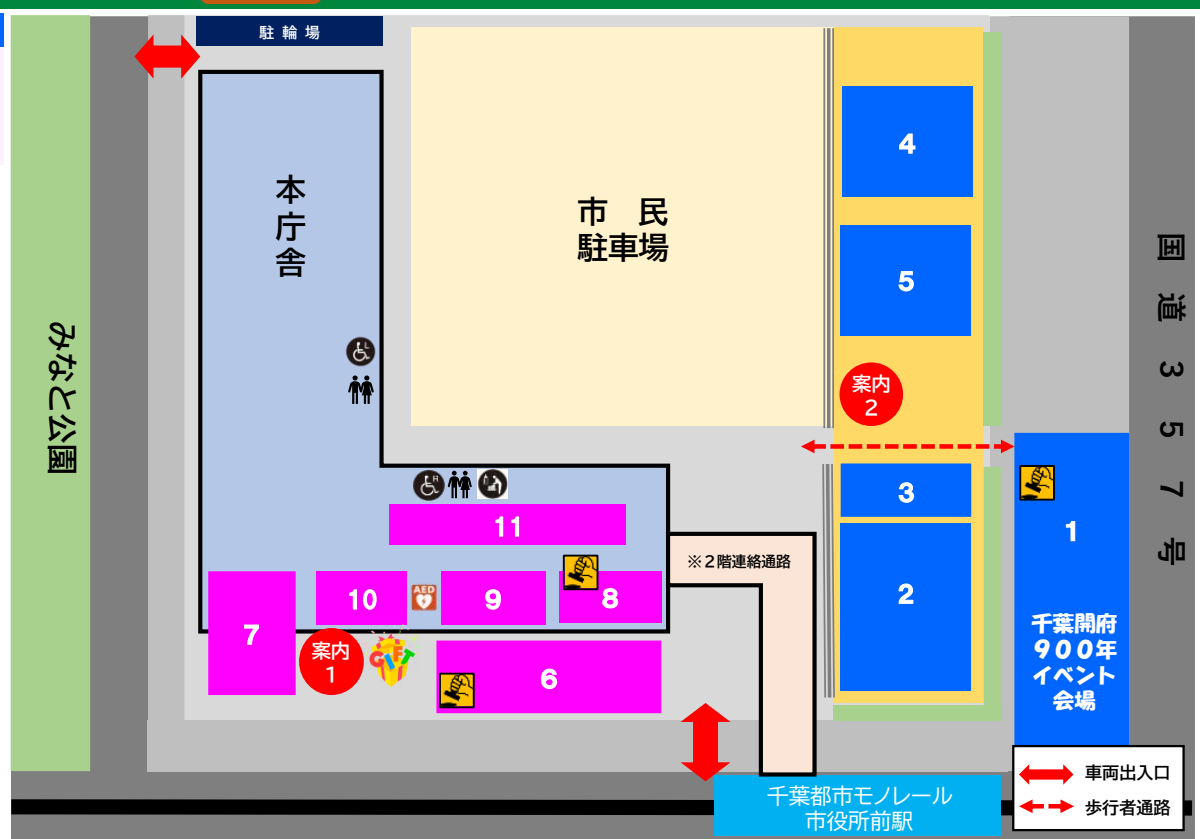 駐輪場
本庁舎
市 民
駐車場
4
5
案内
2
3
2
1
千葉開府
900年
イベント
会場
国道357号
みなと公園
11
※2階連絡通路
10
AED
9
8
7
案内
1
GIFT
6
千葉都市モノレール
市役所前駅
車両出入口
歩行者通路